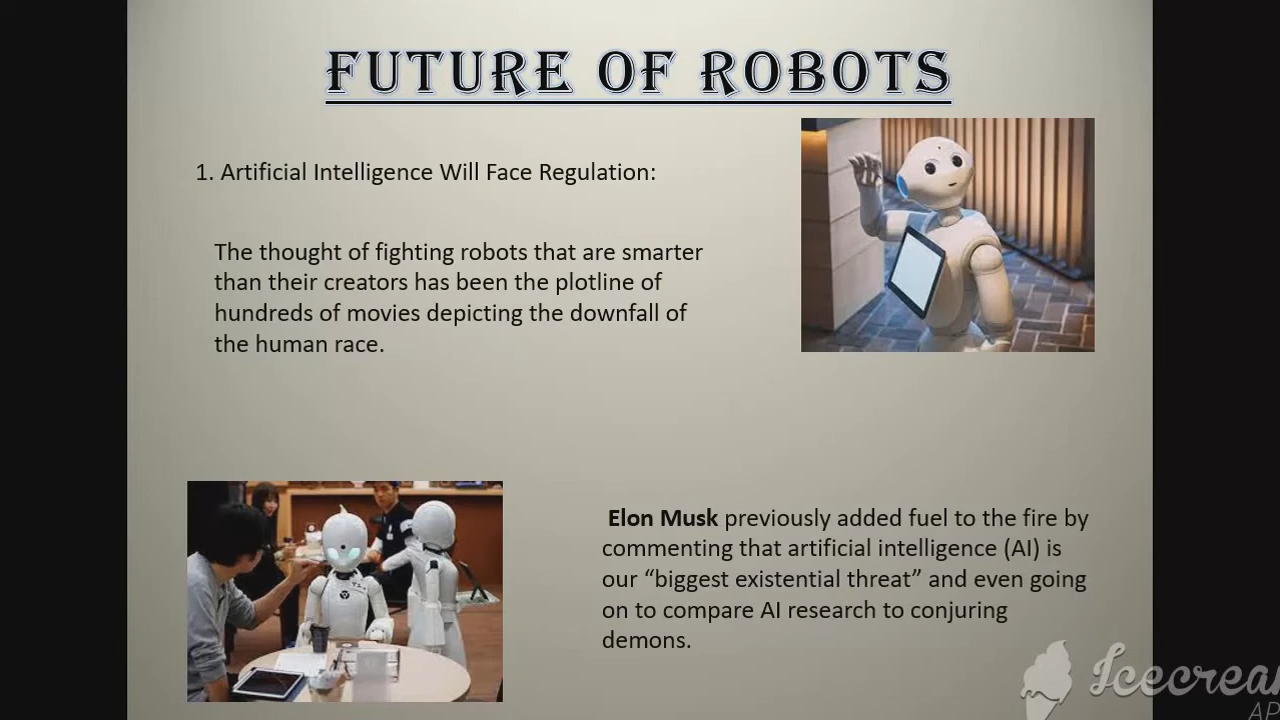 FUTURE OF ROBOTS
1. Artificial Intelligence Will Face Regulation:
The thought of fighting robots that are smarter
than their creators has been the plotline of
hundreds of movies depicting the downfall of
the human race.
Elon Musk previously added fuel to the fire by
commenting that artificial intelligence (AI) is
our “biggest existential threat” and even going
on to compare AI research to conjuring
demons.
Icecrea
AP